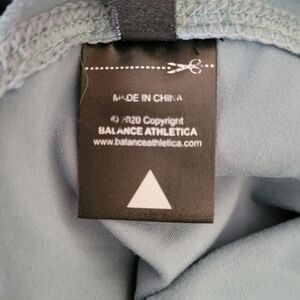 MADE IN CHINA
© 2020 Copyright
BALANCE ATHLETICA
www.balanceathletica.com